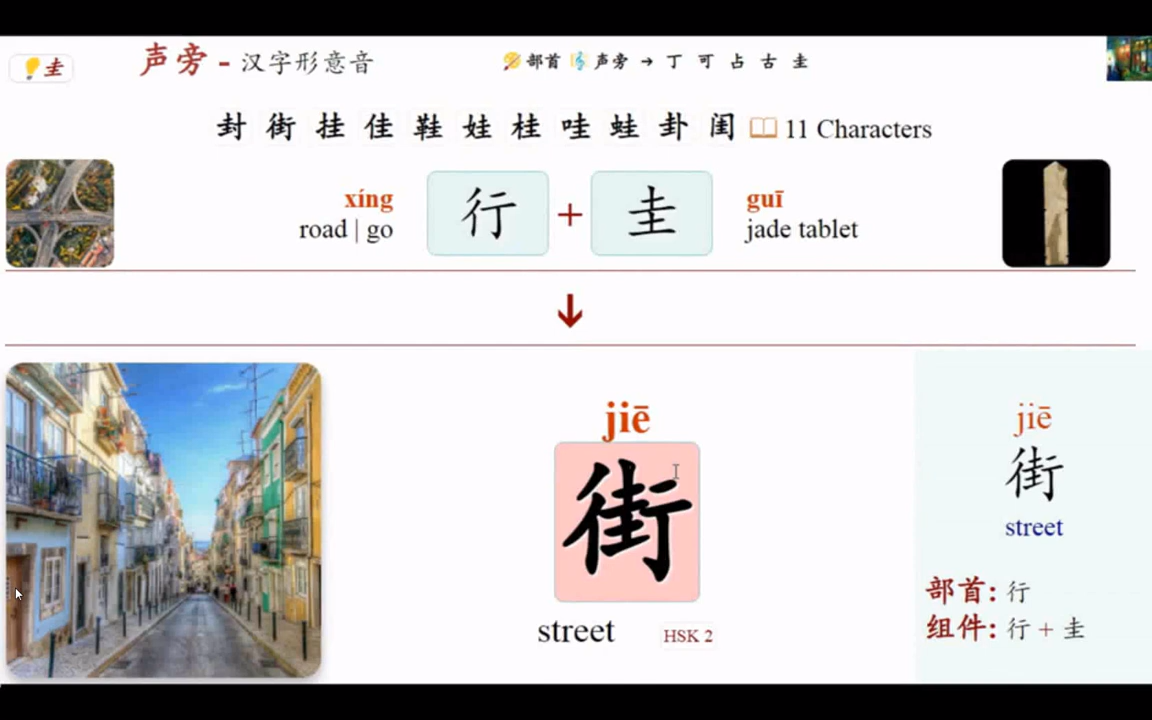 圭
声旁 - 汉字形意音
部首 声旁 → 丁 可 占 古 圭
封 街 挂 佳 鞋 娃 桂 哇 蛙 卦 闺 11 Characters
xíng
road | go
行 + 圭
guī
jade tablet
↓
jiē
街
street HSK 2
jiē
街
street
部首: 行
组件: 行 + 圭